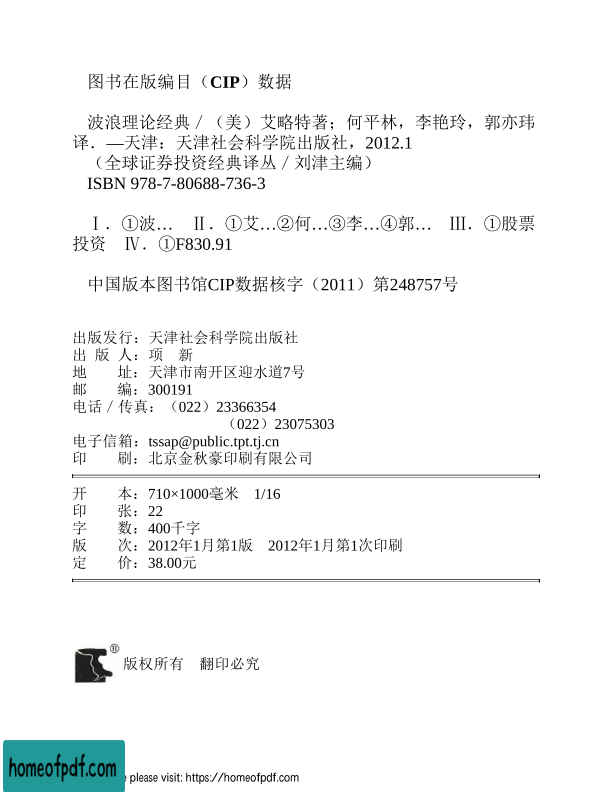 图书在版编目（CIP）数据
波浪理论经典／（美）艾略特著；何平林，李艳玲，郭亦玮
译．—天津：天津社会科学院出版社，2012.1
（全球证券投资经典译丛／刘津主编）
ISBN 978-7-80688-736-3
Ⅰ．①波…　Ⅱ．①艾…②何…③李…④郭…　Ⅲ．①股票
投资　Ⅳ．①F830.91
中国版本图书馆CIP数据核字（2011）第248757号
出版发行：天津社会科学院出版社
出 版 人：项　新
地　　址：天津市南开区迎水道7号
邮　　编：300191
电话／传真：（022）23366354
（022）23075303
电子信箱：tssap@public.tpt.tj.cn
印　　刷：北京金秋豪印刷有限公司
开　　本：710×1000毫米　1/16
印　　张：22
字　　数：400千字
版　　次：2012年1月第1版　2012年1月第1次印刷
定　　价：38.00元
®
版权所有　翻印必究
homeofpdf.com
please visit: https://homeofpdf.com